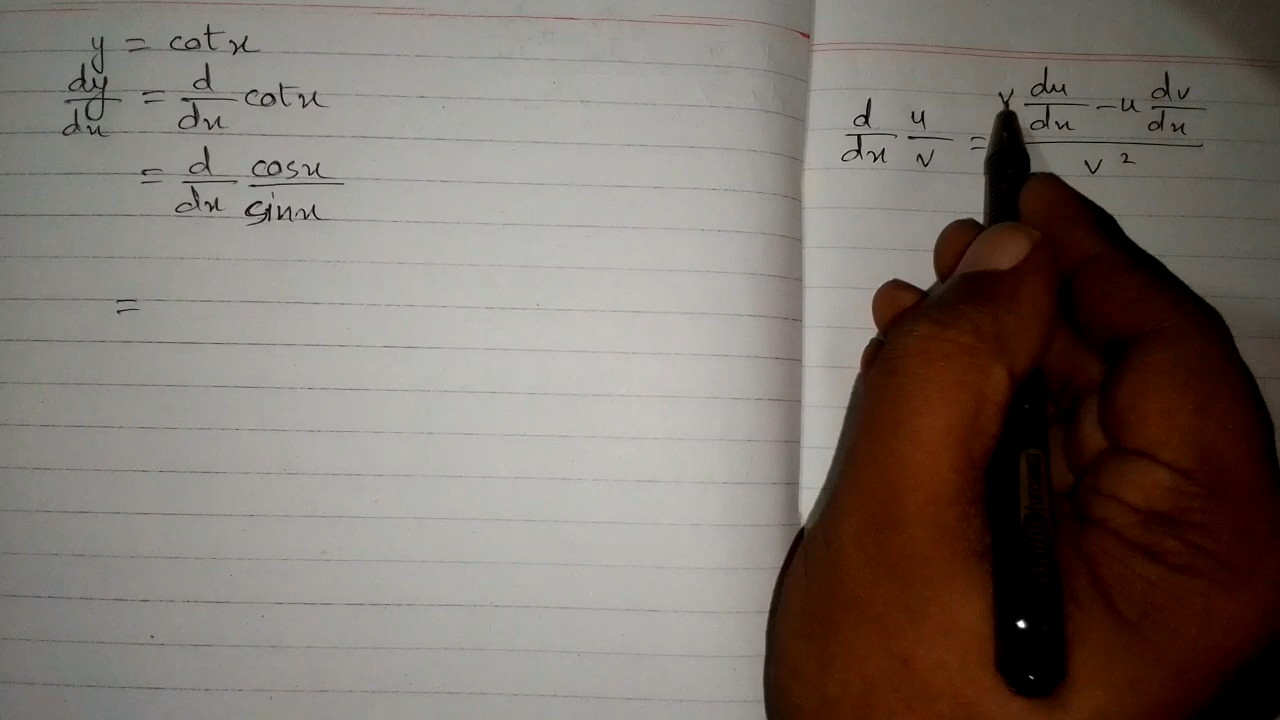 y = cot x
dy/dx = d/dx cot x
= d/dx cos x / sin x
=
d/dx u/v = v du/dx - u dv/dx / v²